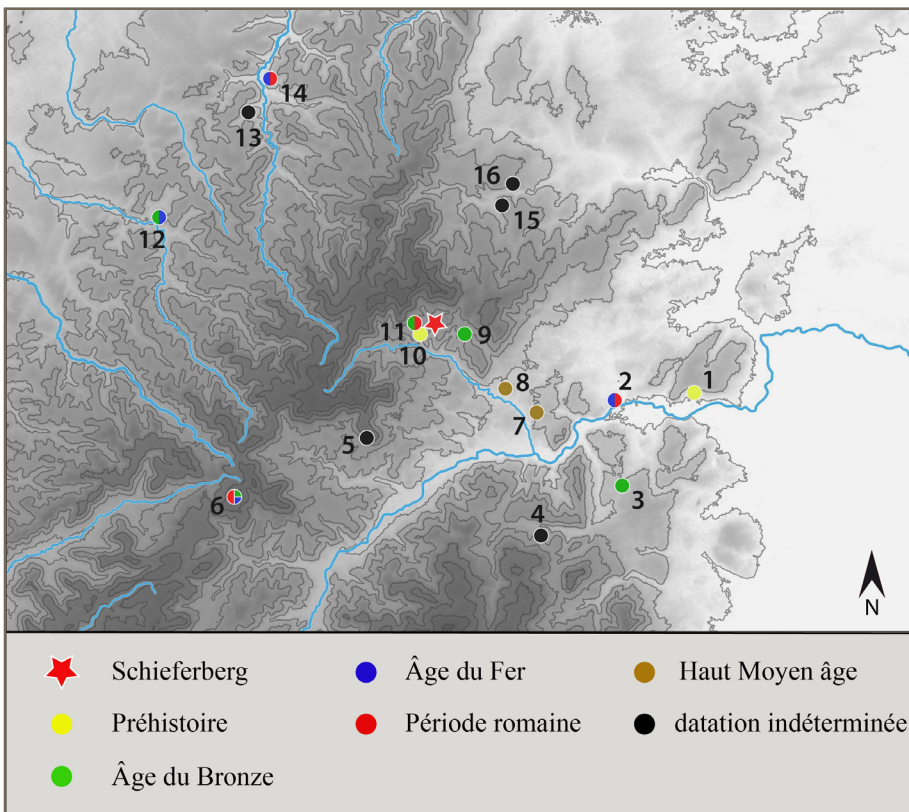 14
13
16
15
12
11
9
10
8
2
1
7
5
6
3
4
N
Schieferberg
Âge du Fer
Haut Moyen âge
Préhistoire
Période romaine
datation indéterminée
Âge du Bronze